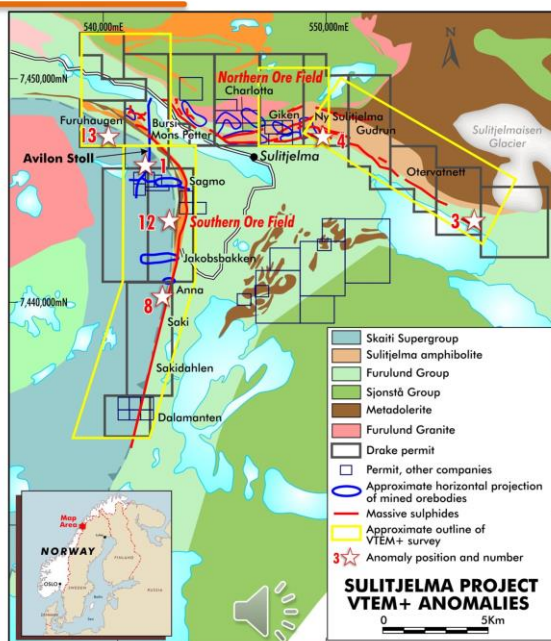 540,000mE
550,000mE
7,450,000mN
Northern Ore Field
Charlotta
Furuhaugen
13
Bursi
Mons Petter
Giken
Ny Sulitjelma
4
Gudrun
Sulitjelmaisen
Glacier
Avilon Stoll
1
Sulitjelma
Otervatnett
Sagmo
12
Southern Ore Field
3
Jakobsbakken
7,440,000mN
8
Anna
Saki
Sakidahlen
Dalamanten
Skaiti Supergroup
Sulitjelma amphibolite
Furulund Group
Sjonstå Group
Metadolerite
Furulund Granite
Drake permit
Permit, other companies
Approximate horizontal projection
of mined orebodies
Massive sulphides
Approximate outline of
VTEM+ survey
3 Anomaly position and number
SULITJELMA PROJECT
VTEM+ ANOMALIES
0 5Km
Map
Area
NORWAY
OSLO
SWEDEN
FINLAND
N